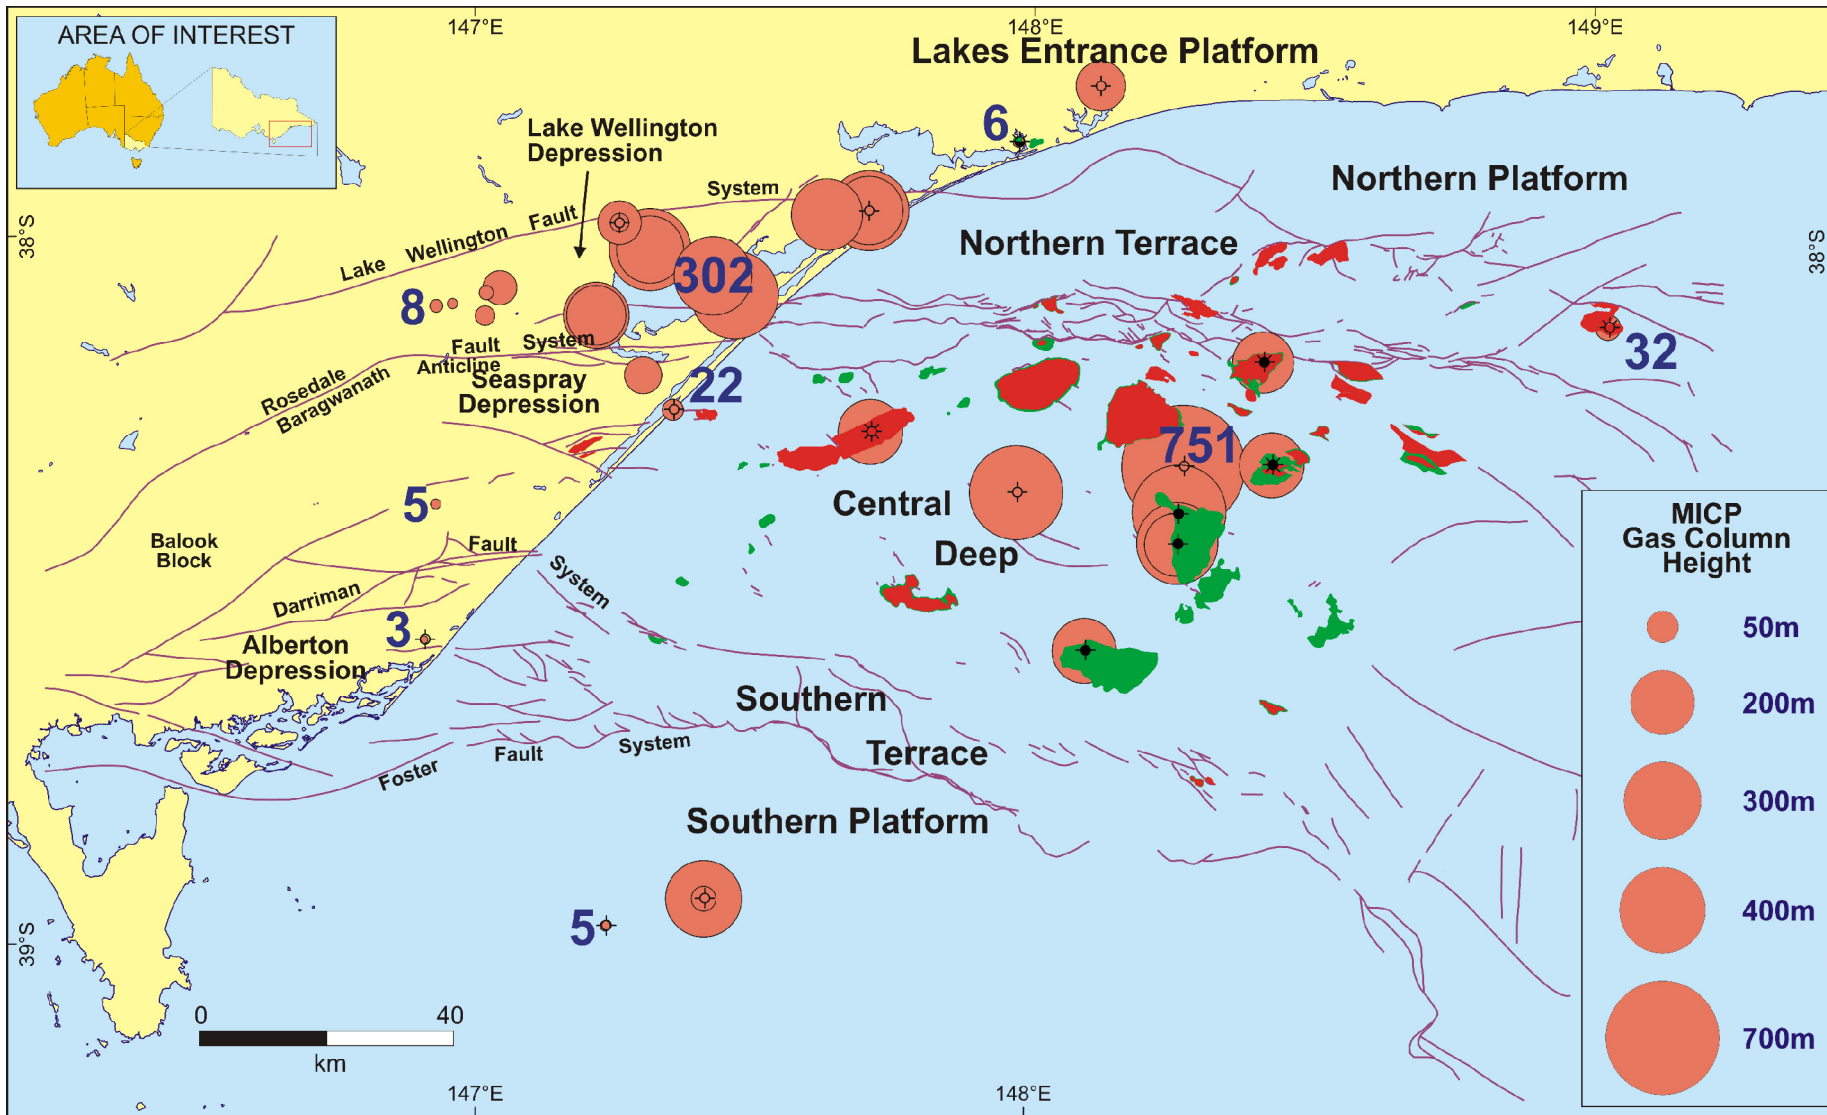 AREA OF INTEREST
147°E
148°E
149°E
Lakes Entrance Platform
6
Lake Wellington
Depression
Northern Platform
System
Fault
Wellington
Lake
38°S
38°S
Northern Terrace
302
8
32
System
Fault
Anticline
Rosedale
Baragwanath
Seaspray
Depression
22
751
5
Central
Deep
Balook
Block
Fault
System
Darriman
3
Alberton
Depression
Southern
Terrace
System
Fault
Foster
Southern Platform
5
39°S
0
40
km
147°E
148°E
MICP
Gas Column
Height
50m
200m
300m
400m
700m